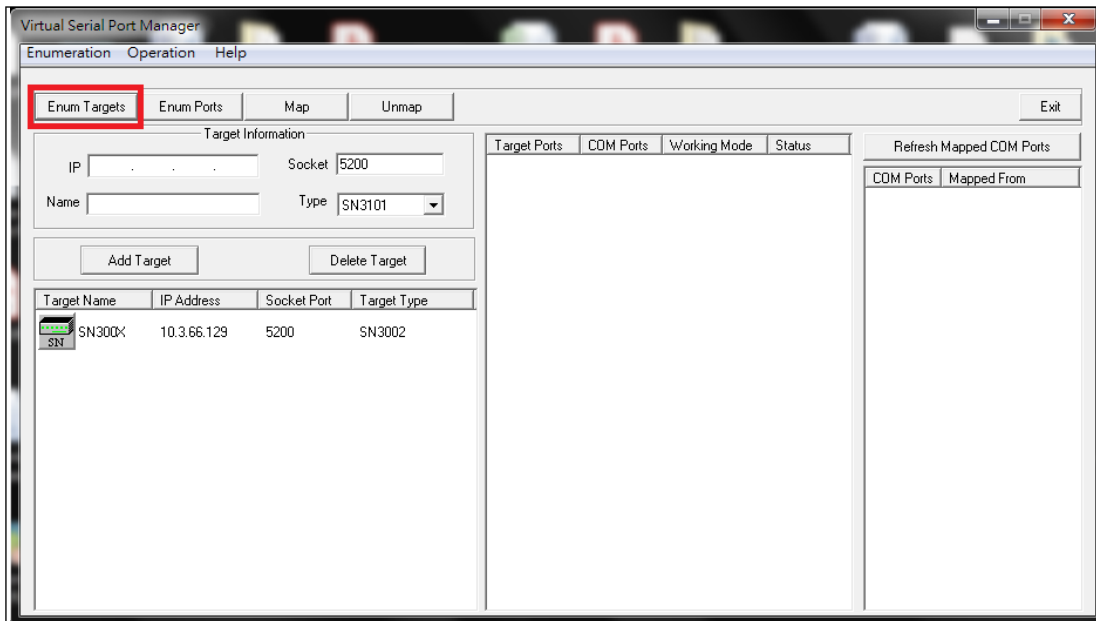 Virtual Serial Port Manager
Enumeration Operation Help
Enum Targets Enum Ports Map Unmap Exit
Target Information
IP . . . Socket 5200
Name Type SN3101
Add Target Delete Target
Target Name IP Address Socket Port Target Type
SN SN300X 10.3.66.129 5200 SN3002
Target Ports COM Ports Working Mode Status
Refresh Mapped COM Ports
COM Ports Mapped From